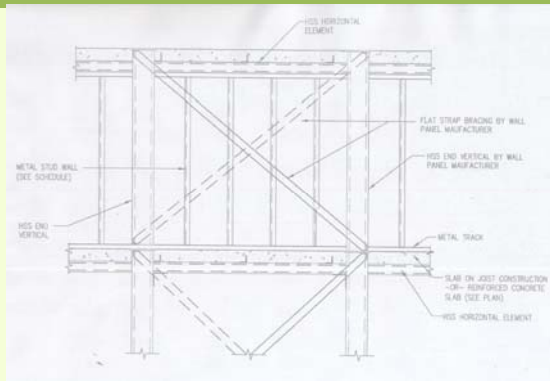 HSS HORIZONTAL
ELEMENT
FLAT STRAP BRACING BY WALL
PANEL MAUFACTURER
METAL STUD WALL
(SEE SCHEDULE)
HSS END VERTICAL BY WALL
PANEL MAUFACTURER
HSS END
VERTICAL
METAL TRACK
SLAB ON JOIST CONSTRUCTION
-OR- REINFORCED CONCRETE
SLAB (SEE PLAN)
HSS HORIZONTAL ELEMENT